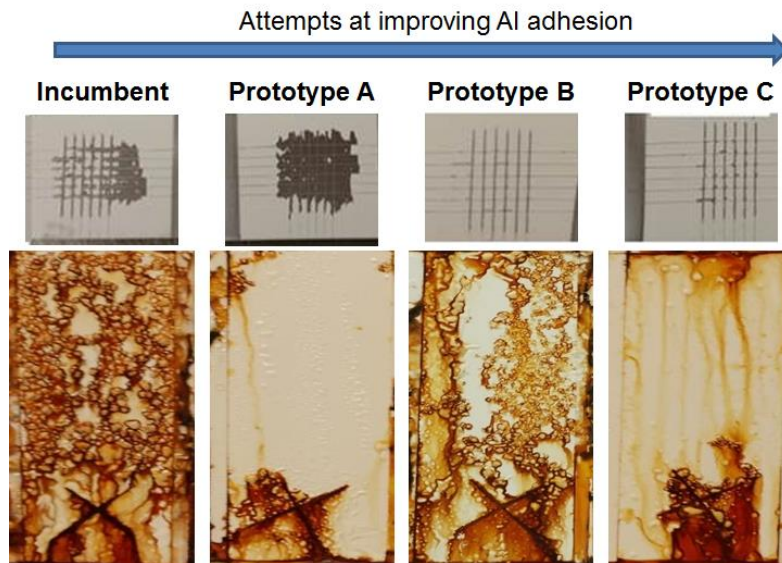 Attempts at improving Al adhesion
Incumbent
Prototype A
Prototype B
Prototype C